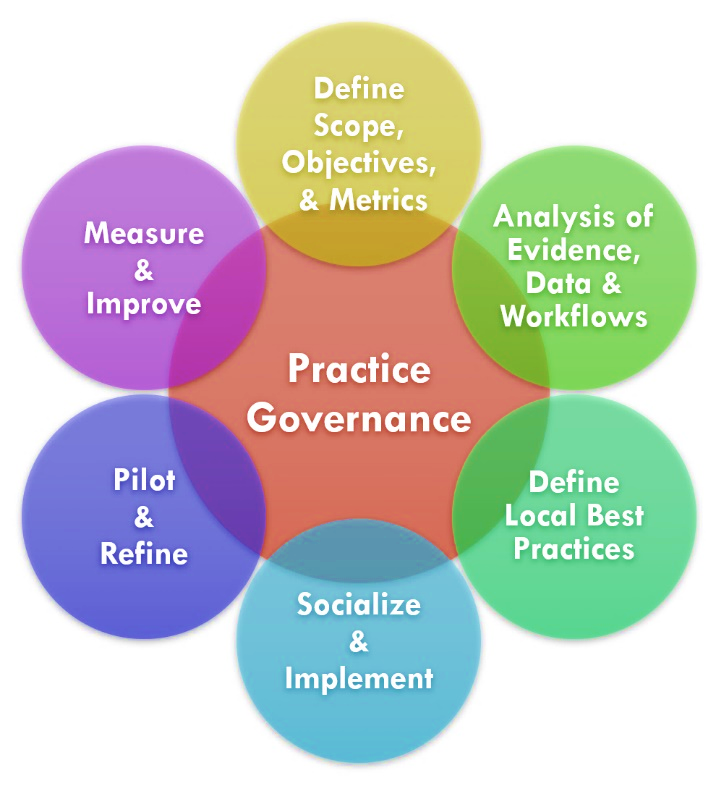 Define
Scope,
Objectives,
& Metrics
Analysis of
Evidence,
Data &
Workflows
Define
Local Best
Practices
Socialize
&
Implement
Pilot
&
Refine
Measure
&
Improve
Practice
Governance